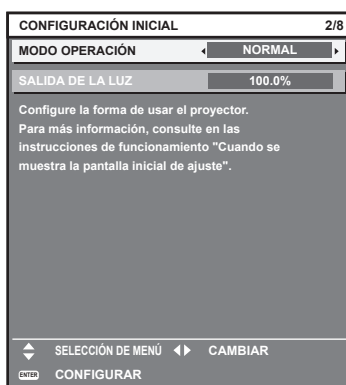 CONFIGURACIÓN INICIAL 2/8
MODO OPERACIÓN NORMAL
SALIDA DE LA LUZ 100.0%
Configure la forma de usar el proyector.
Para más información, consulte en las
instrucciones de funcionamiento "Cuando se
muestra la pantalla inicial de ajuste".
SELECCIÓN DE MENÚ CAMBIAR
ENTER CONFIGURAR